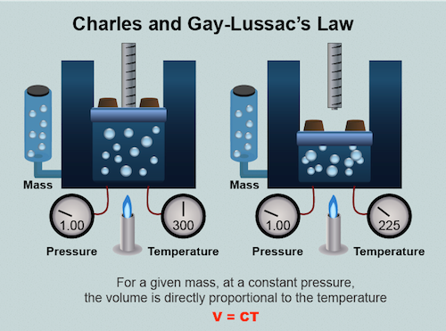 Charles and Gay-Lussac's Law
Mass
1.00
300
Pressure
Temperature
Mass
1.00
225
Pressure
Temperature
For a given mass, at a constant pressure,
the volume is directly proportional to the temperature
V = CT